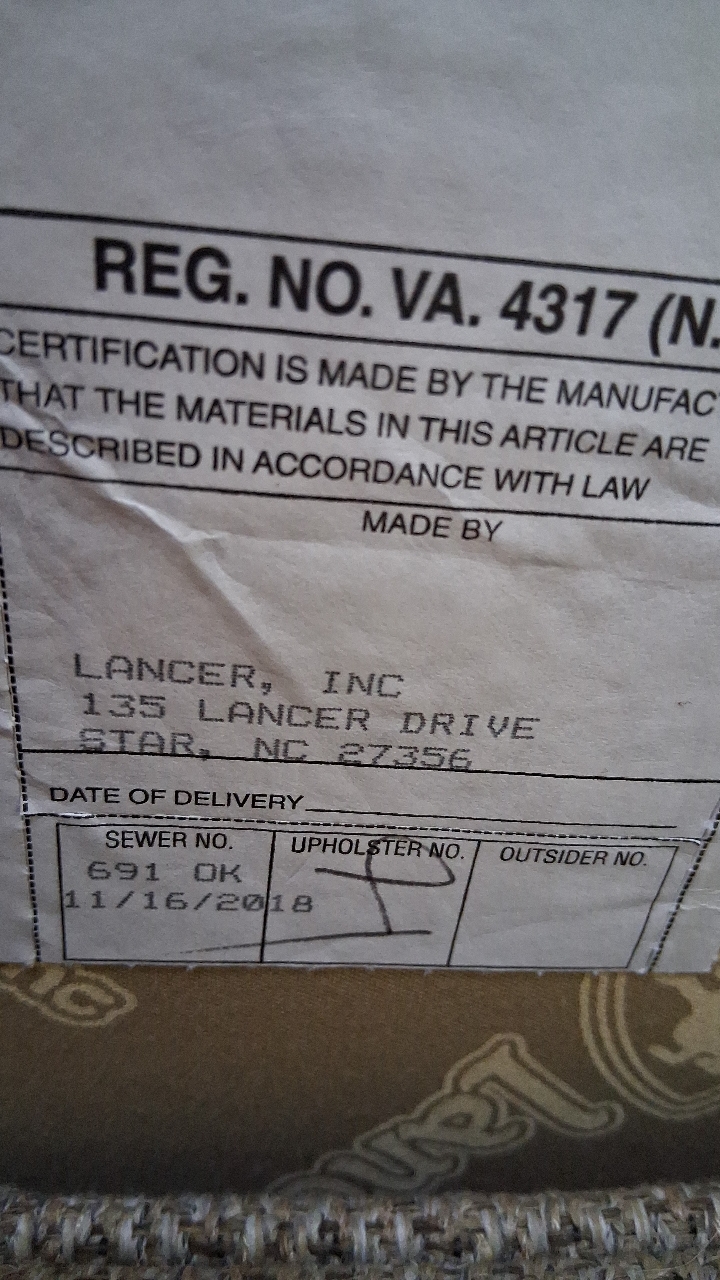 REG. NO. VA. 4317 (N.
CERTIFICATION IS MADE BY THE MANUFAC
THAT THE MATERIALS IN THIS ARTICLE ARE
DESCRIBED IN ACCORDANCE WITH LAW
MADE BY
LANCER, INC
135 LANCER DRIVE
STAR, NC 27356
DATE OF DELIVERY
SEWER NO. UPHOLSTER NO. OUTSIDER NO.
691 OK
11/16/2018